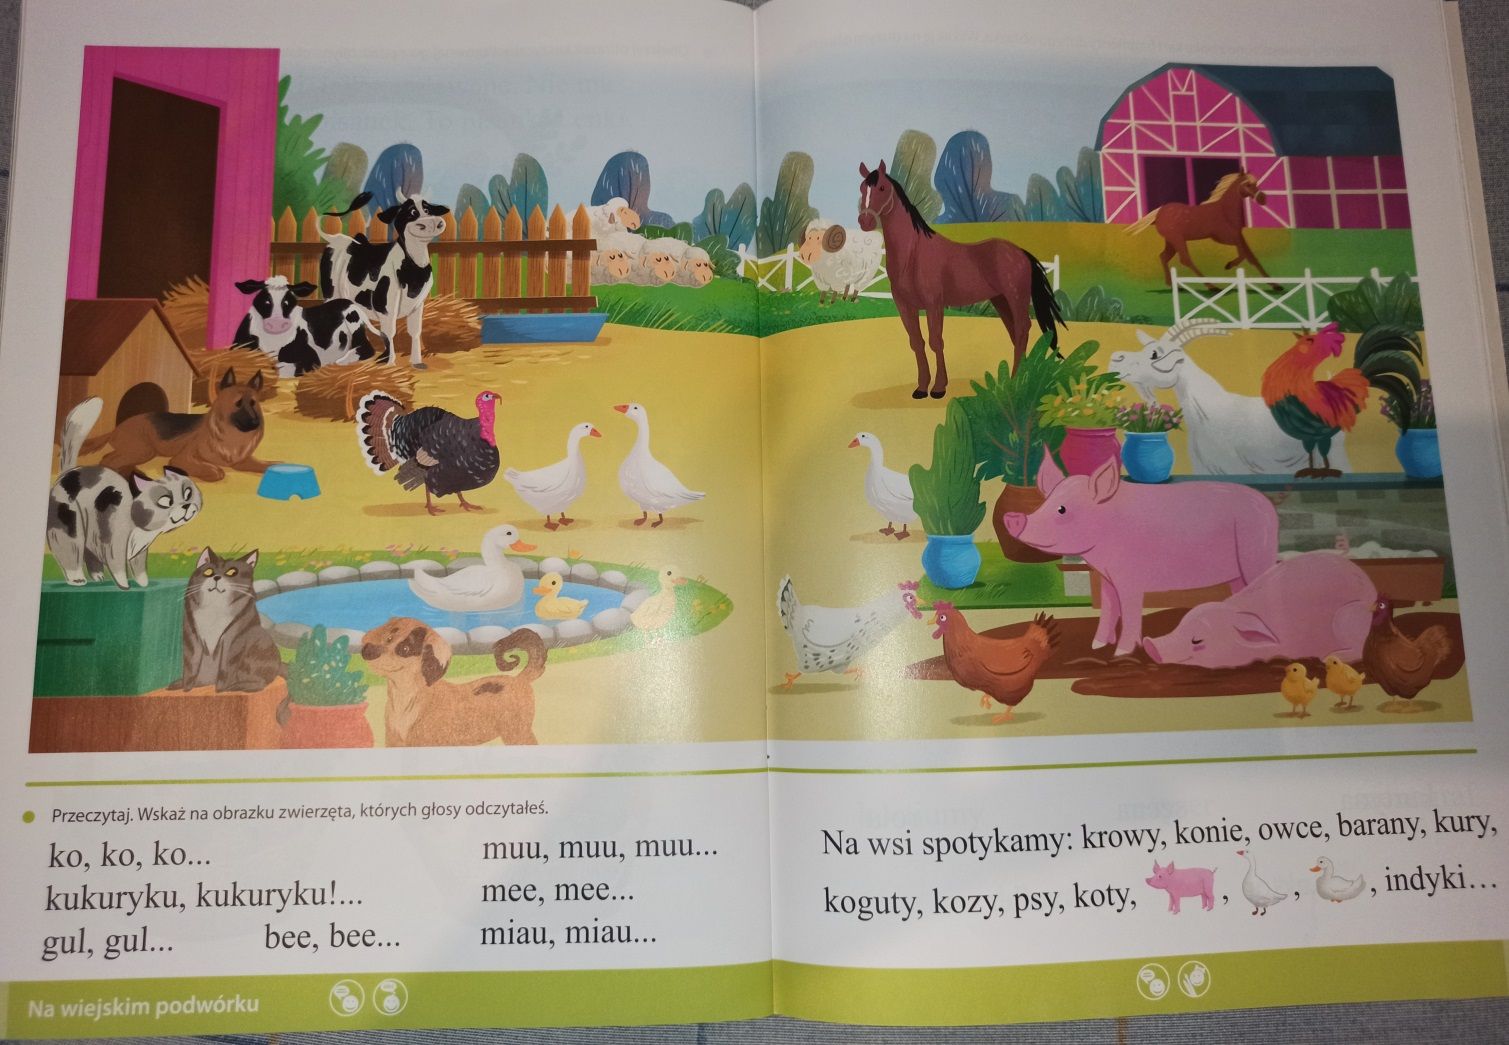 Przeczytaj. Wskaż na obrazku zwierzęta, których głosy odczytałeś.
ko, ko, ko...
kukuryku, kukuryku!...
gul, gul...
bee, bee...
muu, muu, muu...
mee, mee...
miau, miau...
Na wsi spotykamy: krowy, konie, owce, barany, kury,
koguty, kozy, psy, koty, , , , indyki...
Na wiejskim podwórku